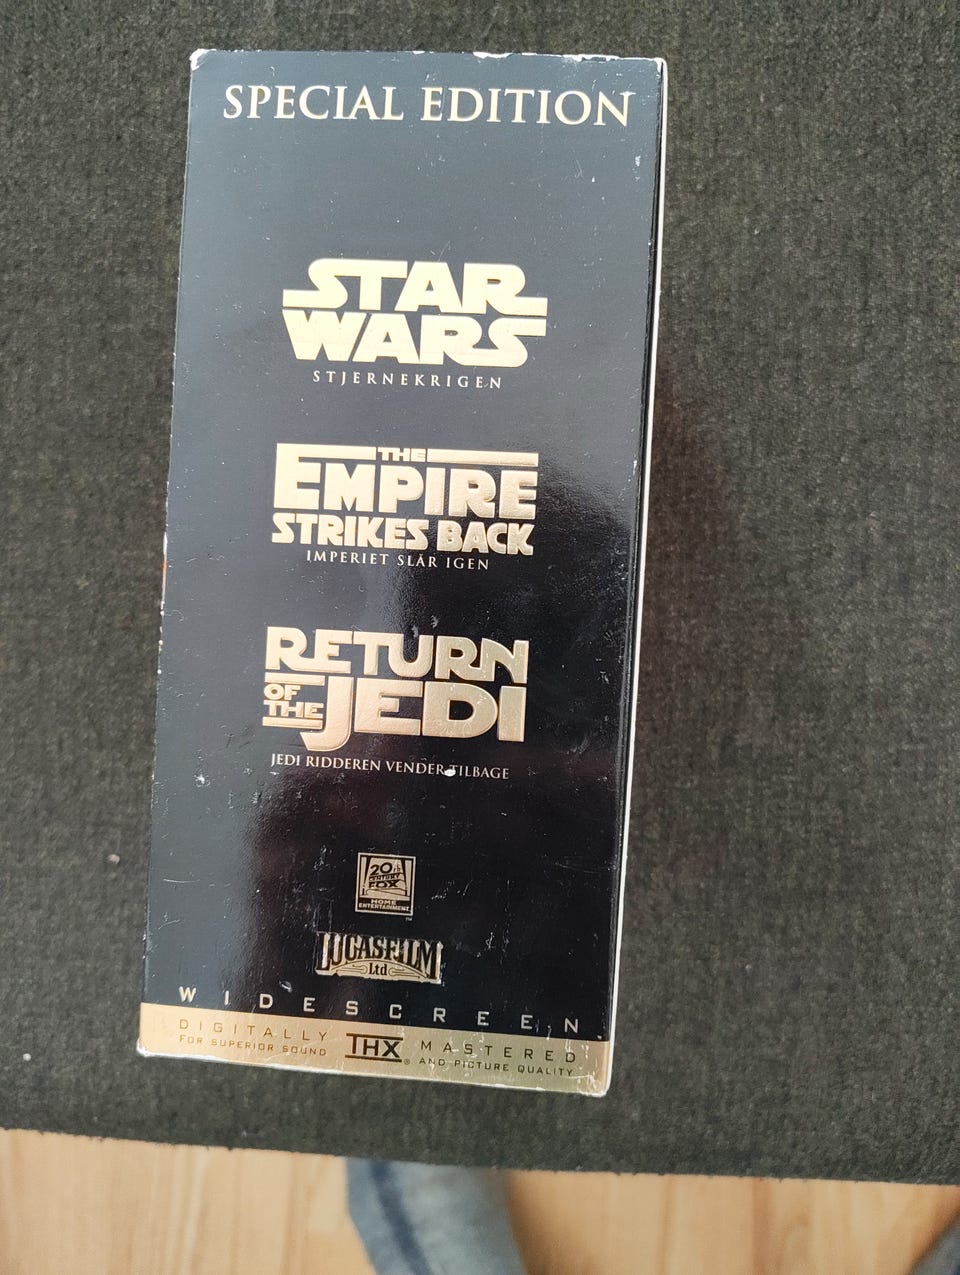 SPECIAL EDITION
STAR
WARS
STJERNEKRIGEN
THE
EMPIRE
STRIKES BACK
IMPERIET SLÅR IGEN
RETURN
OF
THE
JEDI
JEDI RIDDEREN VENDER TILBAGE
20th
CENTURY
FOX
HOME
ENTERTAINMENT
™
LUCASFILM
Ltd
WIDESCREEN
DIGITALLY THX® MASTERED
FOR SUPERIOR SOUND AND PICTURE QUALITY